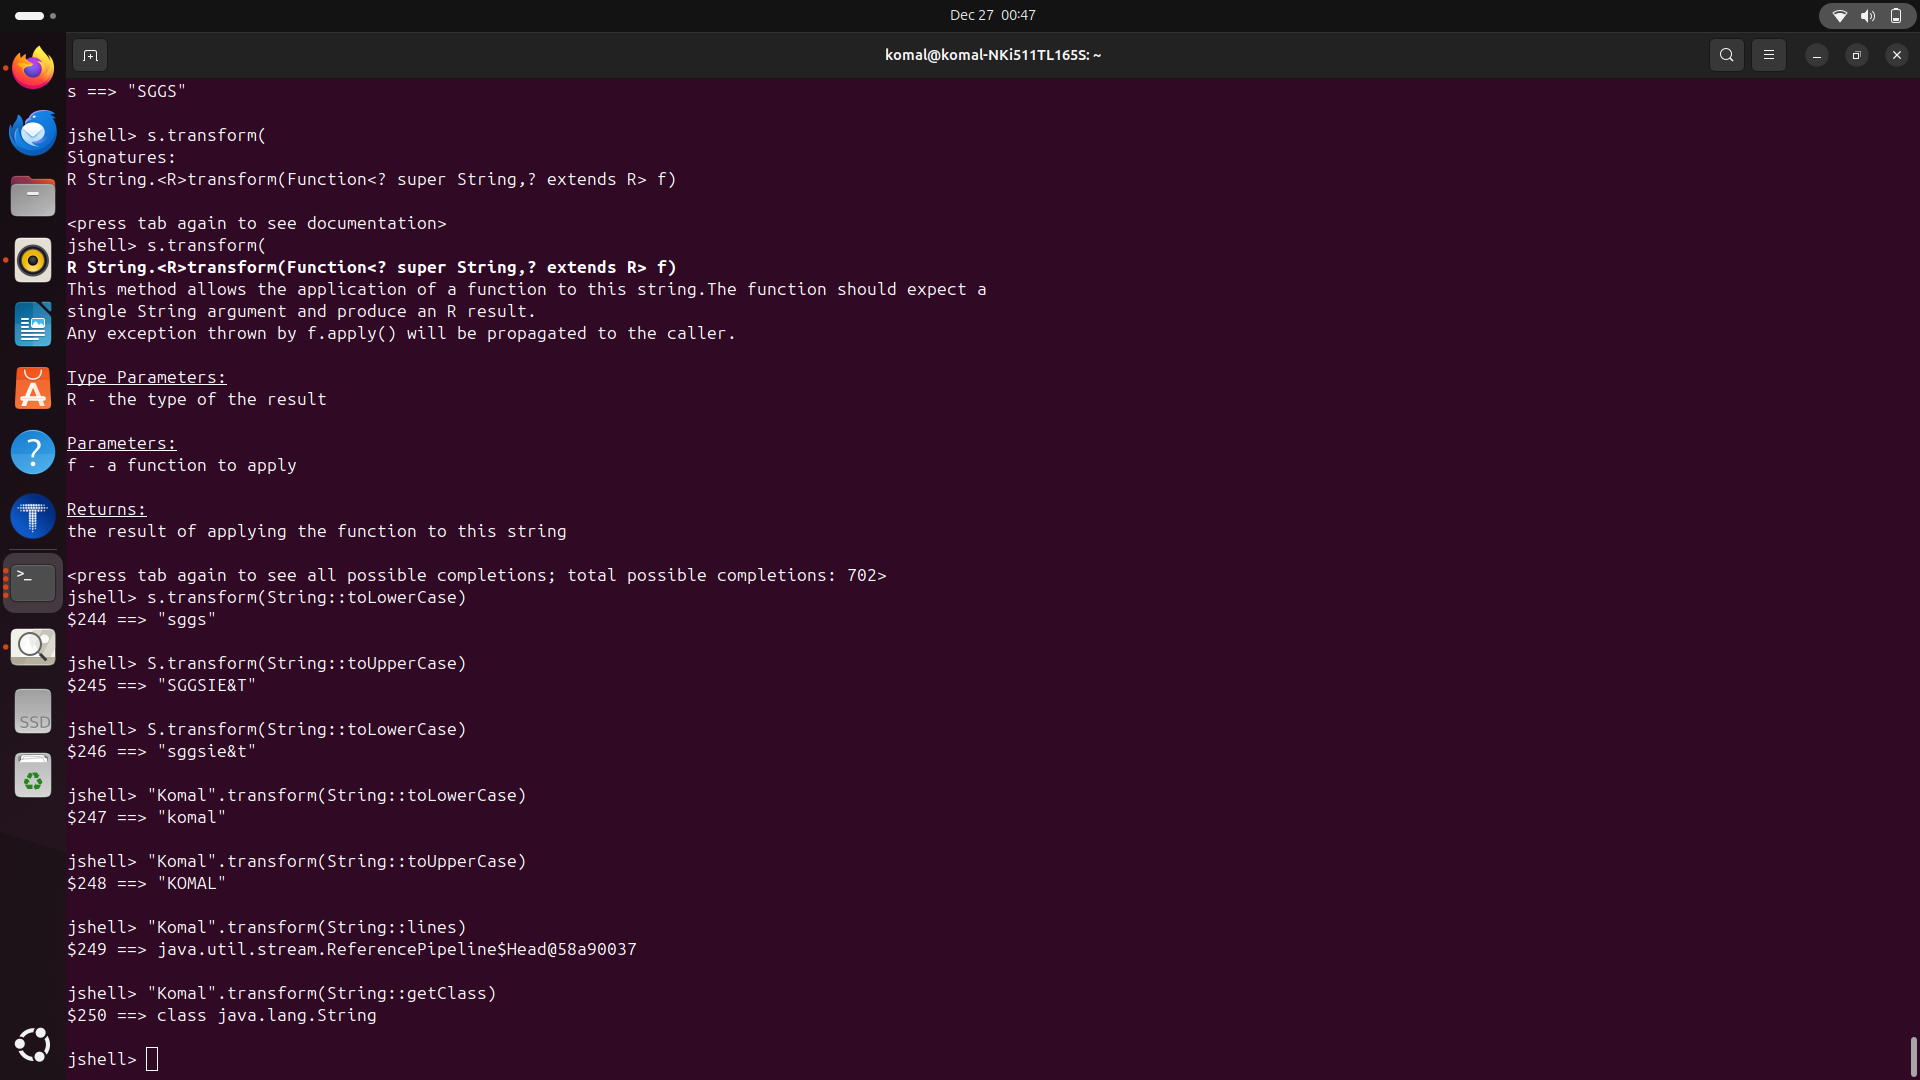 Dec 27 00:47
komal@komal-NKi511TL165S: ~
s ==> "SGGS"
jshell> s.transform(
Signatures:
R String.<R>transform(Function<? super String,? extends R> f)
<press tab again to see documentation>
jshell> s.transform(
R String.<R>transform(Function<? super String,? extends R> f)
This method allows the application of a function to this string.The function should expect a
single String argument and produce an R result.
Any exception thrown by f.apply() will be propagated to the caller.
Type Parameters:
R - the type of the result
Parameters:
f - a function to apply
Returns:
the result of applying the function to this string
<press tab again to see all possible completions; total possible completions: 702>
jshell> s.transform(String::toLowerCase)
$244 ==> "sggs"
jshell> S.transform(String::toUpperCase)
$245 ==> "SGGSIE&T"
jshell> S.transform(String::toLowerCase)
$246 ==> "sggsie&t"
jshell> "Komal".transform(String::toLowerCase)
$247 ==> "komal"
jshell> "Komal".transform(String::toUpperCase)
$248 ==> "KOMAL"
jshell> "Komal".transform(String::lines)
$249 ==> java.util.stream.ReferencePipeline$Head@58a90037
jshell> "Komal".transform(String::getClass)
$250 ==> class java.lang.String
jshell>
SSD